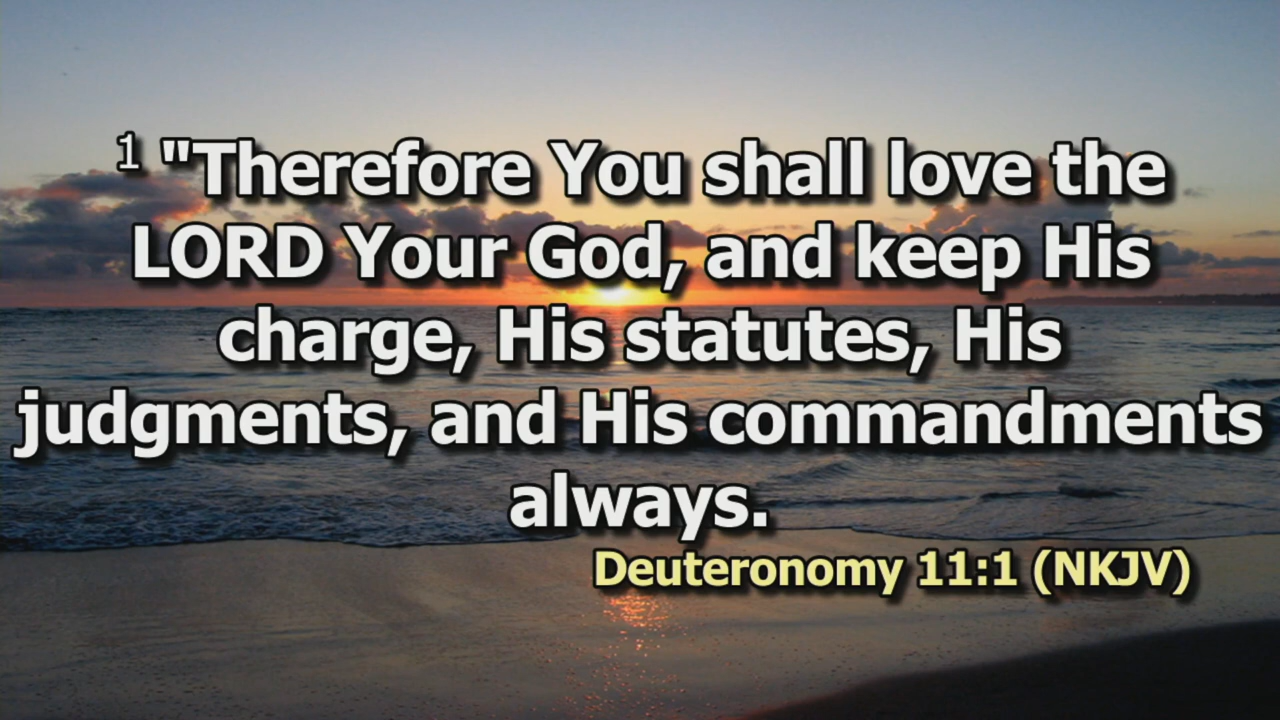 1 "Therefore You shall love the
LORD Your God, and keep His
charge, His statutes, His
judgments, and His commandments
always.
Deuteronomy 11:1 (NKJV)